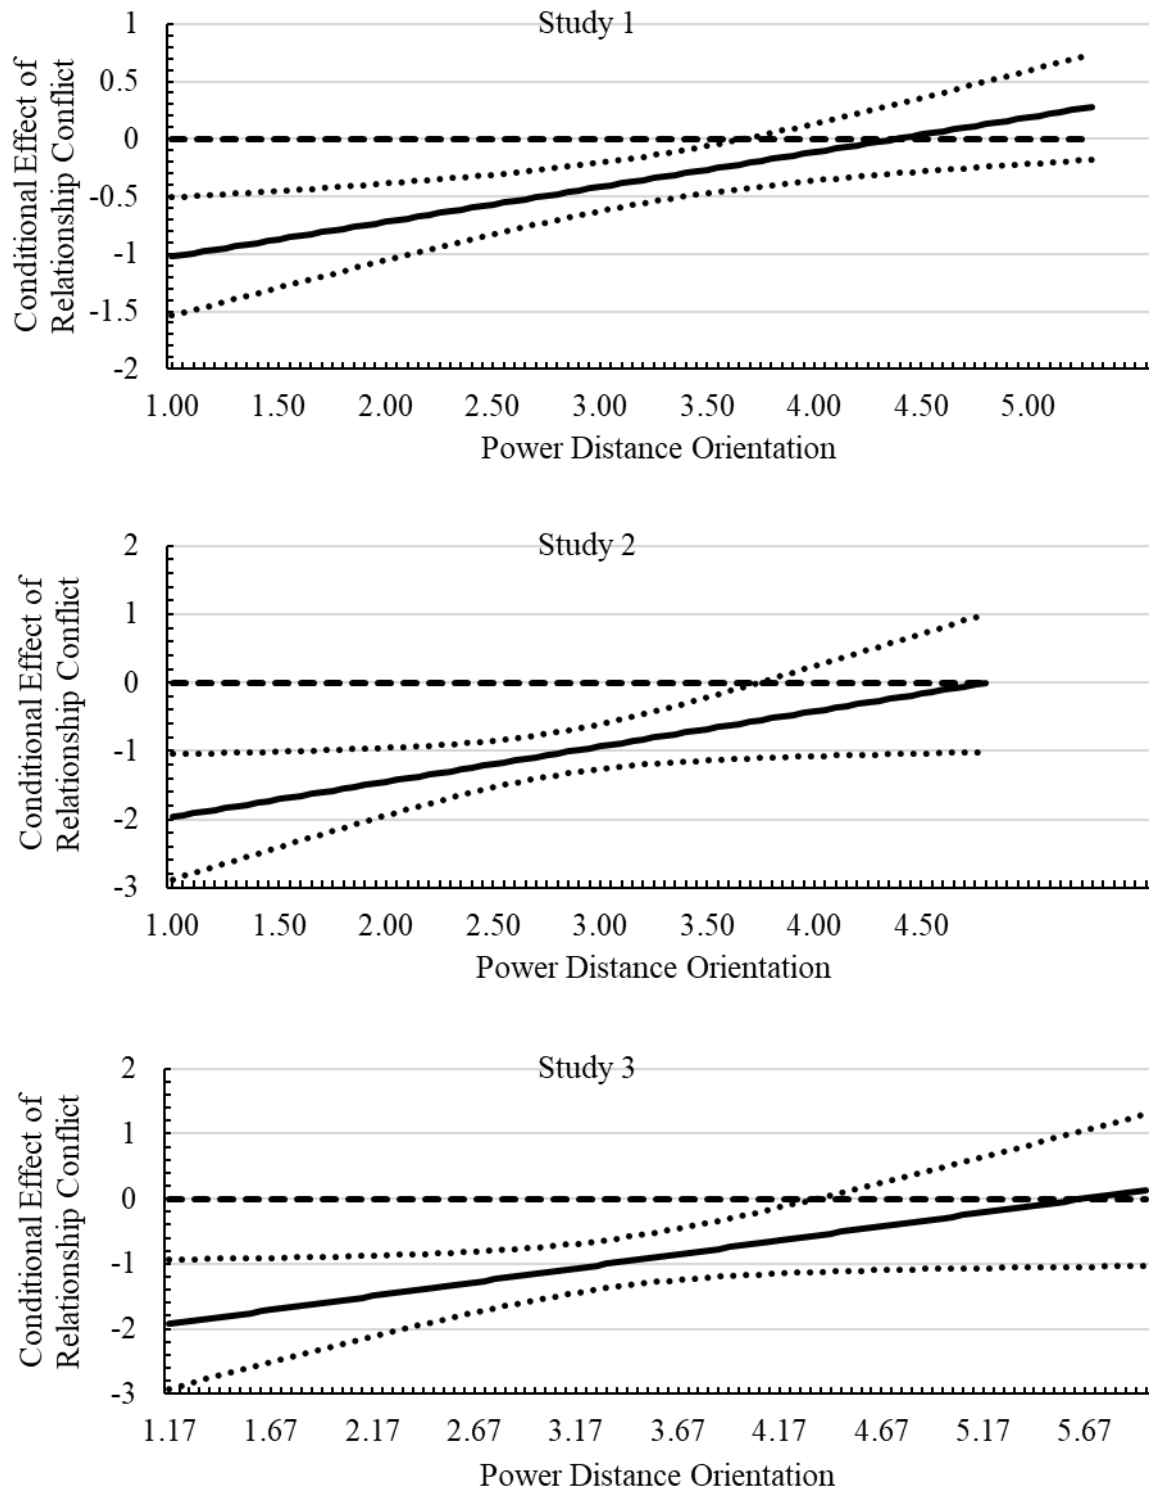 Study 1
Conditional Effect of
Relationship Conflict
1
0.5
0
-0.5
-1
-1.5
-2
1.00 1.50 2.00 2.50 3.00 3.50 4.00 4.50 5.00
Power Distance Orientation
Study 2
Conditional Effect of
Relationship Conflict
2
1
0
-1
-2
-3
1.00 1.50 2.00 2.50 3.00 3.50 4.00 4.50
Power Distance Orientation
Study 3
Conditional Effect of
Relationship Conflict
2
1
0
-1
-2
-3
1.17 1.67 2.17 2.67 3.17 3.67 4.17 4.67 5.17 5.67
Power Distance Orientation